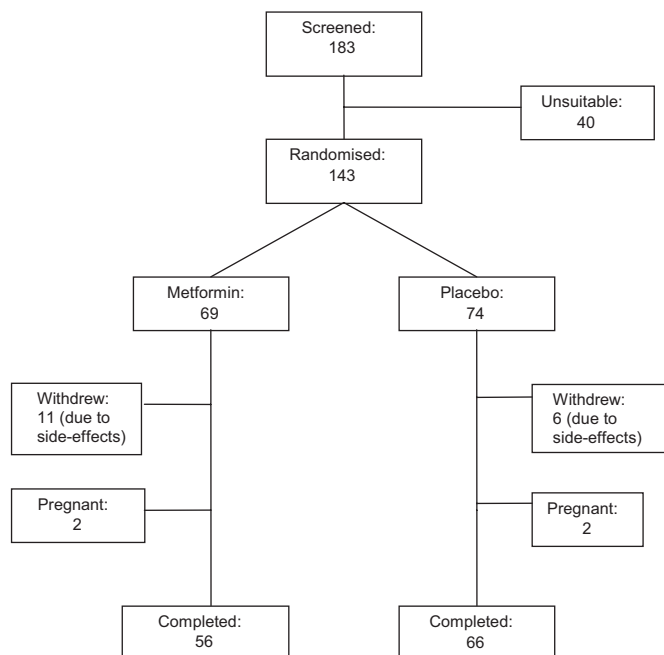 Screened:
183
Unsuitable:
40
Randomised:
143
Metformin:
69
Placebo:
74
Withdrew:
11 (due to
side-effects)
Withdrew:
6 (due to
side-effects)
Pregnant:
2
Pregnant:
2
Completed:
56
Completed:
66